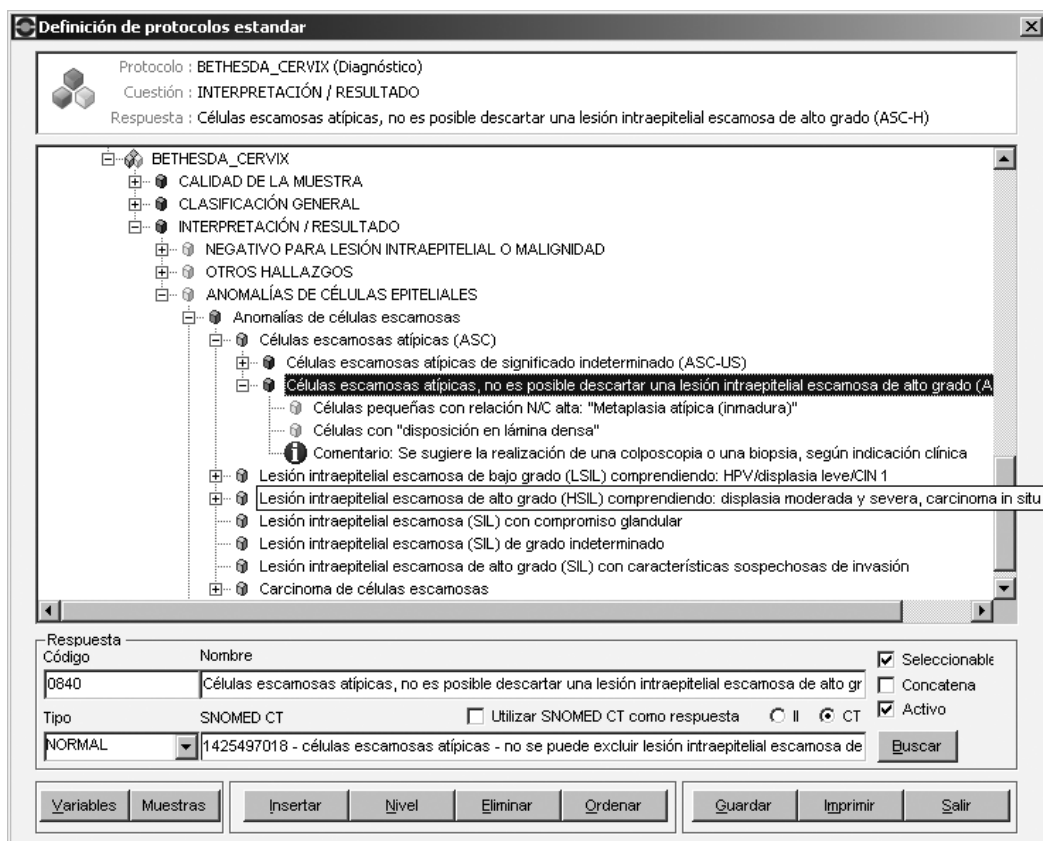 Definición de protocolos estandar
Protocolo : BETHESDA_CERVIX (Diagnóstico)
Cuestión : INTERPRETACIÓN / RESULTADO
Respuesta : Células escamosas atípicas, no es posible descartar una lesión intraepitelial escamosa de alto grado (ASC-H)
BETHESDA_CERVIX
CALIDAD DE LA MUESTRA
CLASIFICACIÓN GENERAL
INTERPRETACIÓN / RESULTADO
NEGATIVO PARA LESIÓN INTRAEPITELIAL O MALIGNIDAD
OTROS HALLAZGOS
ANOMALÍAS DE CÉLULAS EPITELIALES
Anomalías de células escamosas
Células escamosas atípicas (ASC)
Células escamosas atípicas de significado indeterminado (ASC-US)
Células escamosas atípicas, no es posible descartar una lesión intraepitelial escamosa de alto grado (A
Células pequeñas con relación N/C alta: "Metaplasia atípica (inmadura)"
Células con "disposición en lámina densa"
Comentario: Se sugiere la realización de una colposcopia o una biopsia, según indicación clínica
Lesión intraepitelial escamosa de bajo grado (LSIL) comprendiendo: HPV/displasia leve/CIN 1
Lesión intraepitelial escamosa de alto grado (HSIL) comprendiendo: displasia moderada y severa, carcinoma in situ
Lesión intraepitelial escamosa (SIL) con compromiso glandular
Lesión intraepitelial escamosa (SIL) de grado indeterminado
Lesión intraepitelial escamosa de alto grado (SIL) con características sospechosas de invasión
Carcinoma de células escamosas
Respuesta
Código Nombre
Seleccionable
0840 Células escamosas atípicas, no es posible descartar una lesión intraepitelial escamosa de alto gr
Concatena
Tipo SNOMED CT Utilizar SNOMED CT como respuesta II CT Activo
NORMAL 1425497018 - células escamosas atípicas - no se puede excluir lesión intraepitelial escamosa de Buscar
Variables Muestras Insertar Nivel Eliminar Ordenar Guardar Imprimir Salir